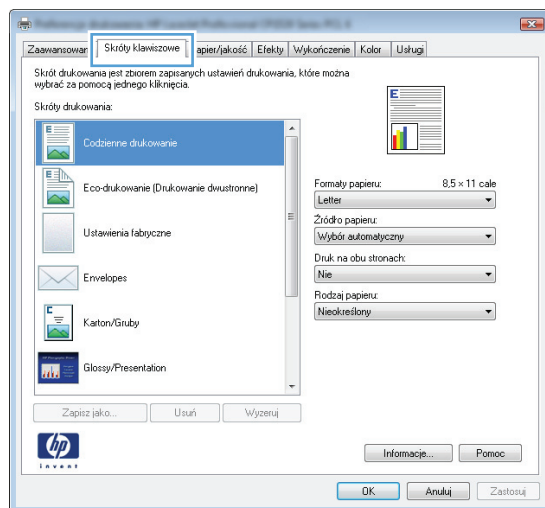 Zaawansowan
Skróty klawiszowe
apier/jakość
Efekty
Wykończenie
Kolor
Usługi
Skrót drukowania jest zbiorem zapisanych ustawień drukowania, które można
wybrać za pomocą jednego kliknięcia.
Skróty drukowania:
Codzienne drukowanie
Eco-drukowanie (Drukowanie dwustronne)
Ustawienia fabryczne
Envelopes
Karton/Gruby
Glossy/Presentation
Zapisz jako...
Usuń
Wyzeruj
Formaty papieru:
8,5 × 11 cale
Letter
Źródło papieru:
Wybór automatyczny
Druk na obu stronach:
Nie
Rodzaj papieru:
Nieokreślony
hp
invent
Informacje...
Pomoc
OK
Anuluj
Zastosuj